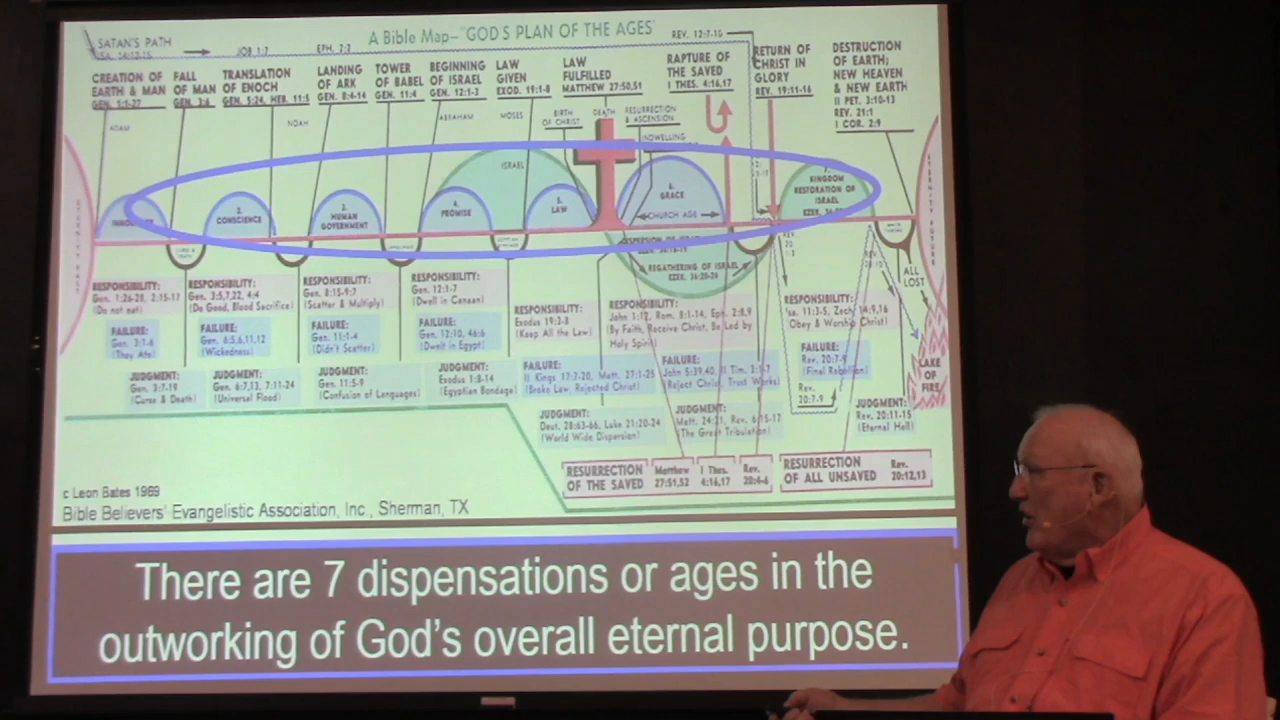 A Bible Map—"GOD'S PLAN OF THE AGES"
SATAN'S PATH
JOB 1:7
EPH. 2:2
REV. 12:7-10
CREATION OF
EARTH & MAN
GEN. 1:1-27
FALL
OF MAN
GEN. 3:6
TRANSLATION
OF ENOCH
GEN. 5:24, HEB. 11:5
LANDING
OF ARK
GEN. 8:4-14
TOWER
OF BABEL
GEN. 11:4
BEGINNING
OF ISRAEL
GEN. 12:1-3
LAW
GIVEN
EXOD. 19:1-8
LAW
FULFILLED
MATTHEW 27:50,51
RAPTURE OF
THE SAVED
I THES. 4:16,17
RETURN OF
CHRIST IN
GLORY
REV. 19:11-16
DESTRUCTION
OF EARTH;
NEW HEAVEN
& NEW EARTH
II PET. 3:10-13
REV. 21:1
I COR. 2:9
ADAM
NOAH
ABRAHAM
MOSES
BIRTH
OF CHRIST
DEATH
RESURRECTION
& ASCENSION
INDWELLING
ISRAEL
ETERNITY PAST
2.
CONSCIENCE
3.
HUMAN
GOVERNMENT
4.
PROMISE
5.
LAW
6.
GRACE
CHURCH AGE
KINGDOM
RESTORATION OF
ISRAEL
ETERNITY FUTURE
DISPERSION OF ISRAEL
REGATHERING OF ISRAEL
EZEK. 36:20-26
ALL
LOST
LAKE
OF
FIRE
RESPONSIBILITY:
Gen. 1:26-28, 2:15-17
(Do not eat)
FAILURE:
Gen. 3:1-6
(They Ate)
JUDGMENT:
Gen. 3:7-19
(Curse & Death)
RESPONSIBILITY:
Gen. 3:5,7,22, 4:4
(Do Good, Blood Sacrifice)
FAILURE:
Gen. 6:5,6,11,12
(Wickedness)
JUDGMENT:
Gen. 6:7,13, 7:11-24
(Universal Flood)
RESPONSIBILITY:
Gen. 8:15-9:7
(Scatter & Multiply)
FAILURE:
Gen. 11:1-4
(Didn't Scatter)
JUDGMENT:
Gen. 11:5-9
(Confusion of Languages)
RESPONSIBILITY:
Gen. 12:1-7
(Dwell in Canaan)
FAILURE:
Gen. 12:10, 46:6
(Dwelt in Egypt)
JUDGMENT:
Exodus 1:8-14
(Egyptian Bondage)
RESPONSIBILITY:
Exodus 19:3-8
(Keep All the Law)
FAILURE:
II Kings 17:7-20, Matt. 27:1-25
(Broke Law, Rejected Christ)
JUDGMENT:
Deut. 28:63-66, Luke 21:20-24
(World Wide Dispersion)
RESPONSIBILITY:
John 1:12, Rom. 8:1-14, Eph. 2:8,9
(By Faith, Receive Christ, Be Led by
Holy Spirit)
FAILURE:
John 5:39,40, II Tim. 3:1-7
(Reject Christ, Trust Works)
JUDGMENT:
Matt. 24:21, Rev. 6:15-17
(The Great Tribulation)
RESPONSIBILITY:
Isa. 11:3-5, Zech. 14:9,16
Obey & Worship Christ)
FAILURE:
Rev. 20:7-9
(Final Rebellion)
Rev.
20:7-9
JUDGMENT:
Rev. 20:11-15
(Eternal Hell)
RESURRECTION
OF THE SAVED
Matthew
27:51,52
I Thes.
4:16,17
Rev.
20:4-6
RESURRECTION
OF ALL UNSAVED
Rev.
20:12,13
c Leon Bates 1969
Bible Believers' Evangelistic Association, Inc., Sherman, TX
There are 7 dispensations or ages in the
outworking of God's overall eternal purpose.